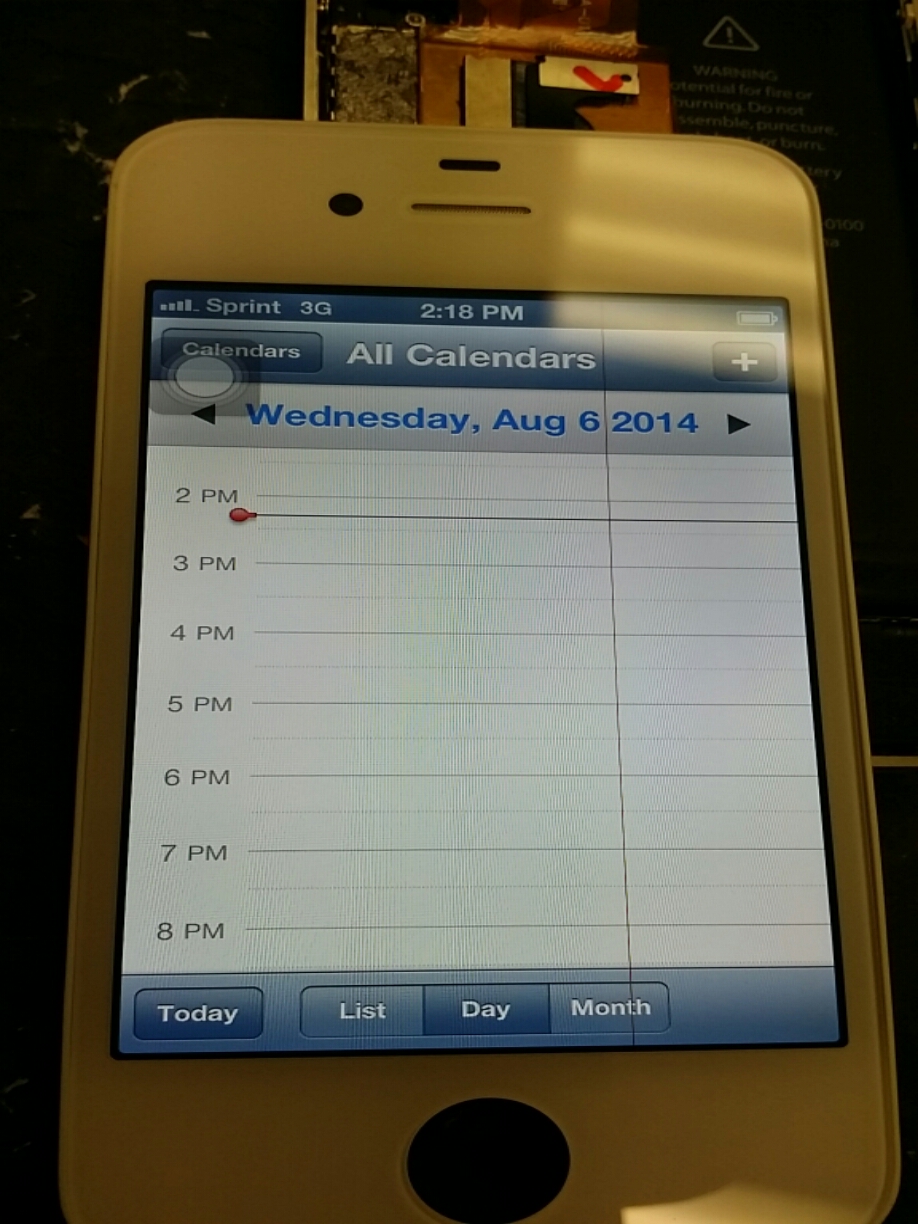 WARNING
otential for fire or
burning. Do not
ssemble, puncture,
or burn.
0100
Sprint 3G 2:18 PM
Calendars All Calendars +
Wednesday, Aug 6 2014
2 PM
3 PM
4 PM
5 PM
6 PM
7 PM
8 PM
Today List Day Month